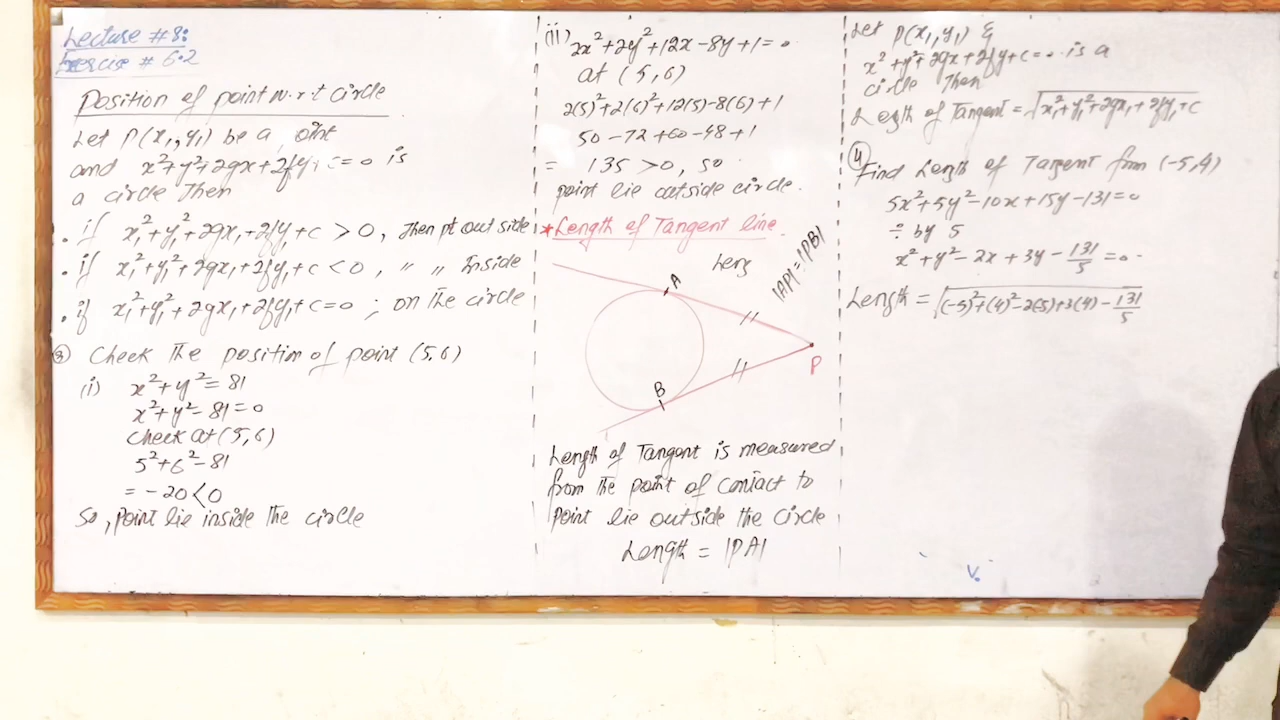 Lecture #8:
Exercise # 6.2
Position of point w.r.t circle
Let P(x₁,y₁) be a oint
and x²+y²+2gx+2fy+c=0 is
a circle Then
. if x₁²+y₁²+2gx₁+2fy₁+c > 0, Then pt out side
. if x₁²+y₁²+2gx₁+2fy₁+c < 0, " " Inside
. if x₁²+y₁²+2gx₁+2fy₁+c=0 ; on The circle
③ Check The position of point (5,6)
(i) x²+y²=81
x²+y²-81=0
Check at (5,6)
5²+6²-81
= -20<0
So, point lie inside The circle
(ii) 2x²+2y²+12x-8y+1=0
at (5,6)
2(5)²+2(6)²+12(5)-8(6)+1
50-72+60-48+1
= 135 >0, so
point lie outside circle.
*Length of Tangent line.
Leng
|AP|=|PB|
A
P
B
Length of Tangent is measured
from The point of contact to
point lie outside The circle
Length = |PA|
Let P(x₁,y₁) &
x²+y²+2gx+2fy+c=0 is a
circle Then
Length of Tangent = √(x₁²+y₁²+2gx₁+2fy₁+c)
④ Find Length of Tangent from (-5,4)
5x²+5y²-10x+15y-131=0
÷ by 5
x²+y²-2x+3y-131/5=0
Length = √((-5)²+(4)²-2(-5)+3(4)-131/5)